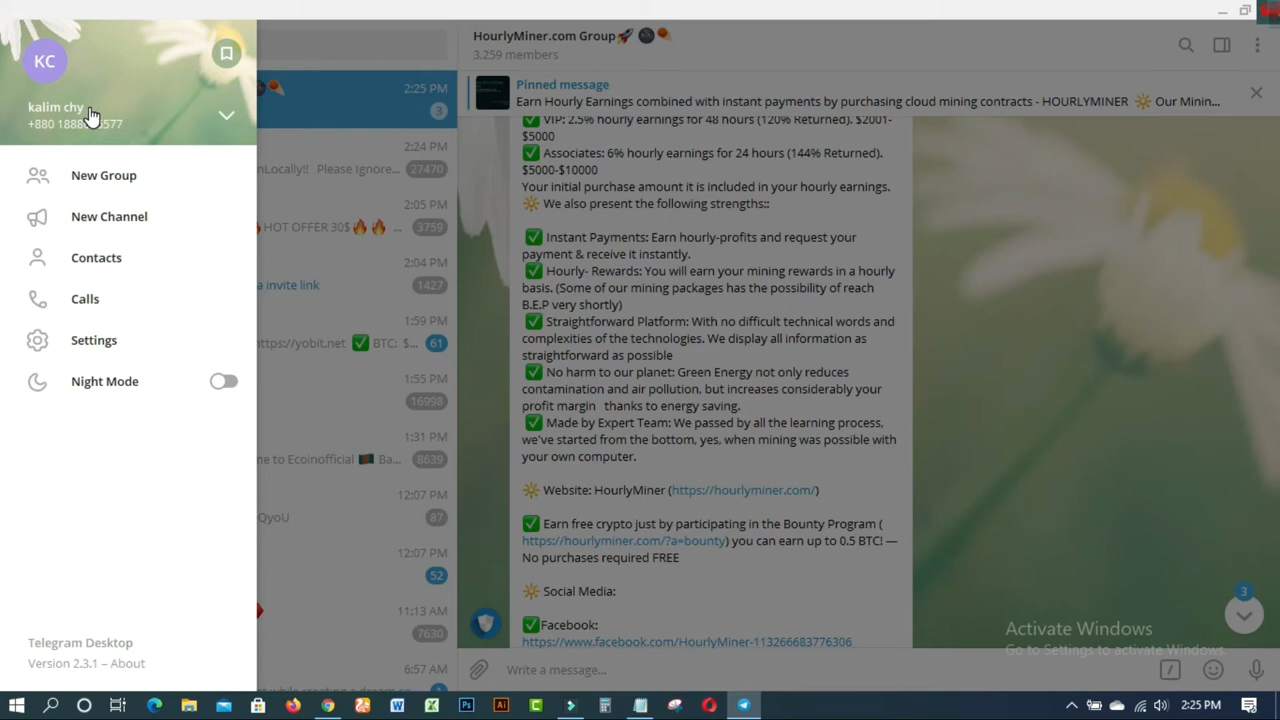 KC
kalim chy
New Group
New Channel
Contacts
Calls
Settings
Night Mode
Telegram Desktop
Version 2.3.1 – About
2:25 PM
3
2:24 PM
nLocally!! Please Ignore...
27470
2:05 PM
HOT OFFER 30$🔥 🔥 ...
3759
2:04 PM
a invite link
1427
1:59 PM
ttps://yobit.net ✅ BTC: $...
61
1:55 PM
16998
1:31 PM
me to Ecoinofficial 🇧🇩 Ba...
8639
12:07 PM
QyoU
87
12:07 PM
52
11:13 AM
7630
6:57 AM
HourlyMiner.com Group🚀 🌚 ☄
3,259 members
Pinned message
Earn Hourly Earnings combined with instant payments by purchasing cloud mining contracts - HOURLYMINER 🔆 Our Minin...
✅ VIP: 2.5% hourly earnings for 48 hours (120% Returned). $2001-
$5000
✅ Associates: 6% hourly earnings for 24 hours (144% Returned).
$5000-$10000
Your initial purchase amount it is included in your hourly earnings.
🔆 We also present the following strengths::
✅ Instant Payments: Earn hourly-profits and request your
payment & receive it instantly.
✅ Hourly- Rewards: You will earn your mining rewards in a hourly
basis. (Some of our mining packages has the possibility of reach
B.E.P very shortly)
✅ Straightforward Platform: With no difficult technical words and
complexities of the technologies. We display all information as
straightforward as possible
✅ No harm to our planet: Green Energy not only reduces
contamination and air pollution, but increases considerably your
profit margin thanks to energy saving.
✅ Made by Expert Team: We passed by all the learning process,
we've started from the bottom, yes, when mining was possible with
your own computer.
🔆 Website: HourlyMiner (https://hourlyminer.com/)
✅ Earn free crypto just by participating in the Bounty Program (
https://hourlyminer.com/?a=bounty) you can earn up to 0.5 BTC! —
No purchases required FREE
🔆 Social Media:
✅Facebook:
https://www.facebook.com/HourlyMiner-113266683776306
3
Write a message...
Activate Windows
Go to Settings to activate Windows.
2:25 PM